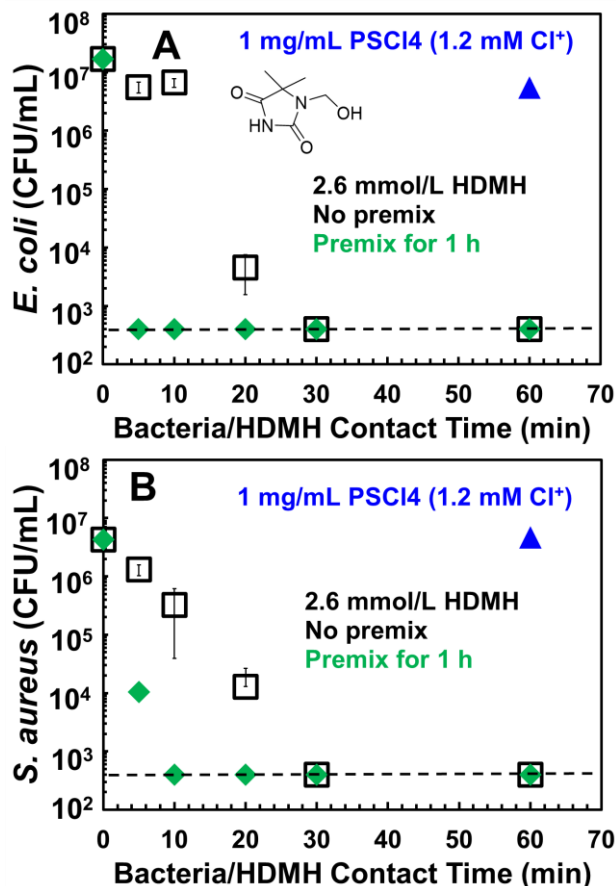 A
1 mg/mL PSCl4 (1.2 mM Cl⁺)
O
N
OH
HN
O
2.6 mmol/L HDMH
No premix
Premix for 1 h
E. coli (CFU/mL)
10⁸
10⁷
10⁶
10⁵
10⁴
10³
10²
0 10 20 30 40 50 60 70
Bacteria/HDMH Contact Time (min)
B
1 mg/mL PSCl4 (1.2 mM Cl⁺)
2.6 mmol/L HDMH
No premix
Premix for 1 h
S. aureus (CFU/mL)
10⁸
10⁷
10⁶
10⁵
10⁴
10³
10²
0 10 20 30 40 50 60 70
Bacteria/HDMH Contact Time (min)